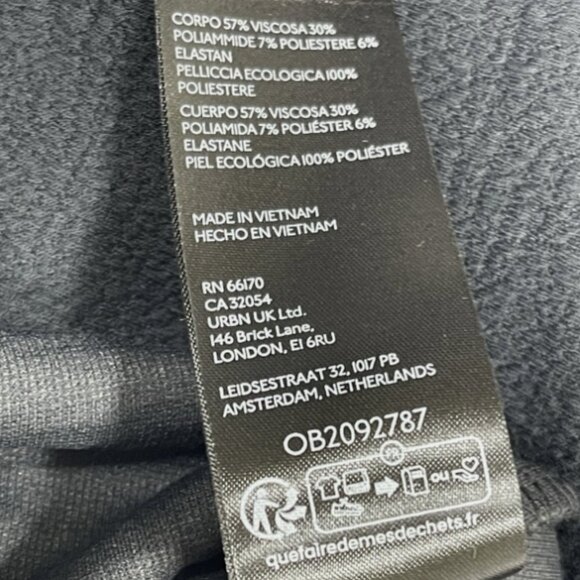 CORPO 57% VISCOSA 30%
POLIAMMIDE 7% POLIESTERE 6%
ELASTAN
PELLICCIA ECOLOGICA 100%
POLIESTERE
CUERPO 57% VISCOSA 30%
POLIAMIDA 7% POLIÉSTER 6%
ELASTANE
PIEL ECOLÓGICA 100% POLIÉSTER
MADE IN VIETNAM
HECHO EN VIETNAM
RN 66170
CA 32054
URBN UK Ltd.
146 Brick Lane,
LONDON, E1 6RU
LEIDSESTRAAT 32, 1017 PB
AMSTERDAM, NETHERLANDS
OB2092787
FR
OU
quefairedemesdechets.fr